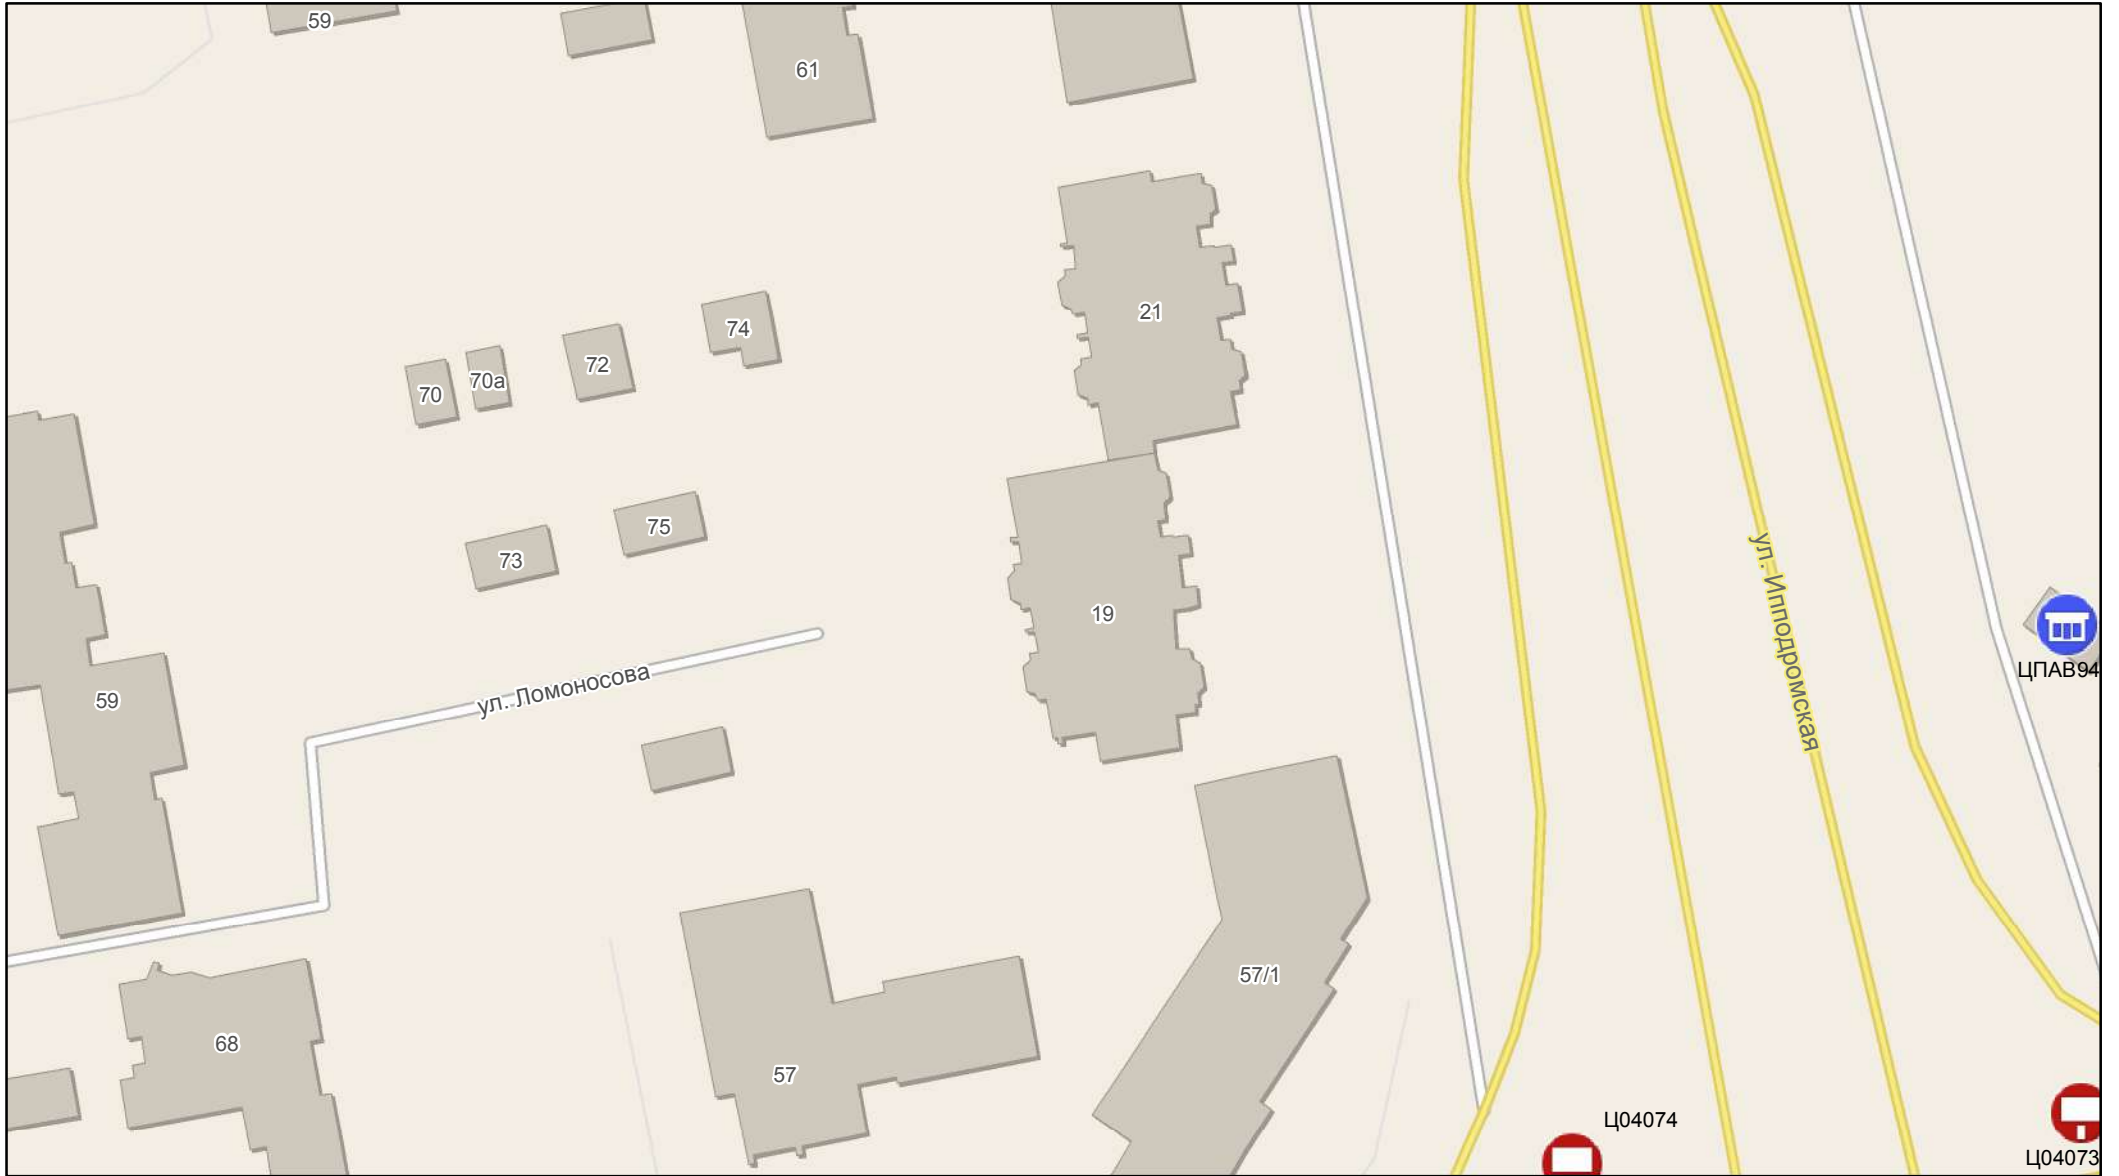 59
61
21
74
72
70а
70
75
73
ул. Ипподромская
19
ЦПАВ94
ул. Ломоносова
59
57/1
68
57
Ц04074
Ц04073